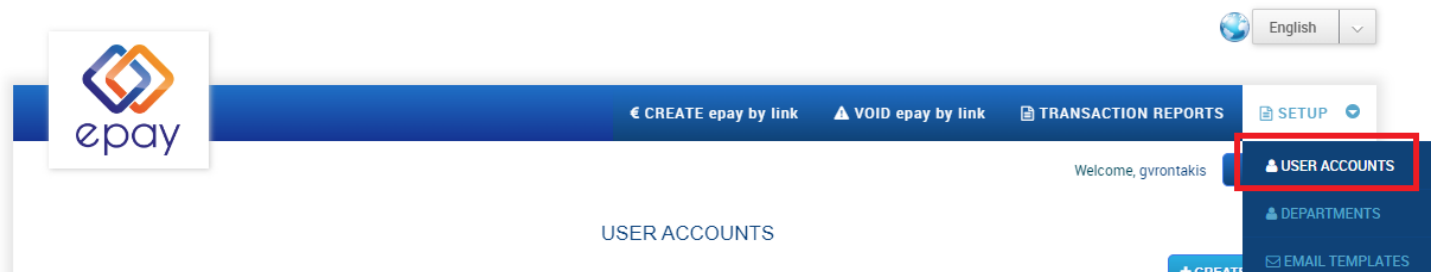 English
epay
€ CREATE epay by link VOID epay by link TRANSACTION REPORTS SETUP
Welcome, gvrontakis
USER ACCOUNTS
DEPARTMENTS
USER ACCOUNTS
EMAIL TEMPLATES